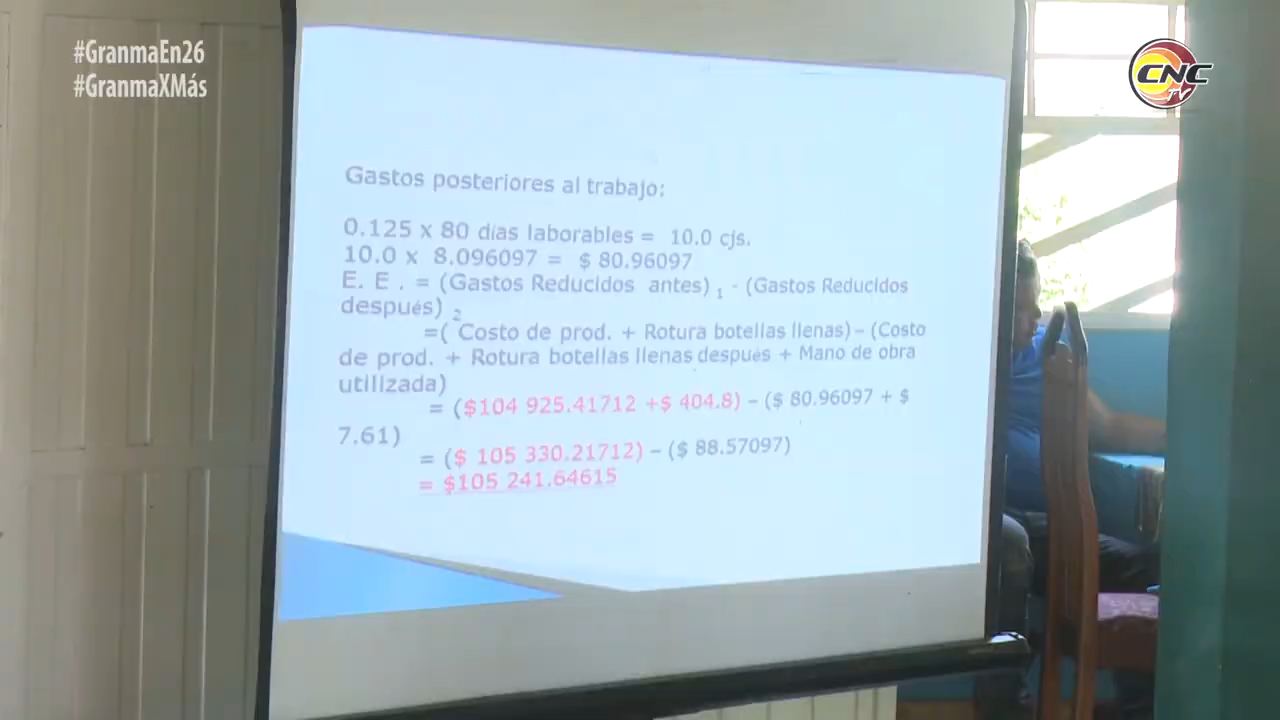 #GranmaEn26
#GranmaXMás
CNC
TV
Gastos posteriores al trabajo:
0.125 x 80 días laborables = 10.0 cjs.
10.0 x 8.096097 = $ 80.96097
E. E . = (Gastos Reducidos antes) 1 - (Gastos Reducidos
después) 2
=( Costo de prod. + Rotura botellas llenas) – (Costo
de prod. + Rotura botellas llenas después + Mano de obra
utilizada)
= ($104 925.41712 +$ 404.8) – ($ 80.96097 + $
7.61)
= ($ 105 330.21712) – ($ 88.57097)
= $105 241.64615